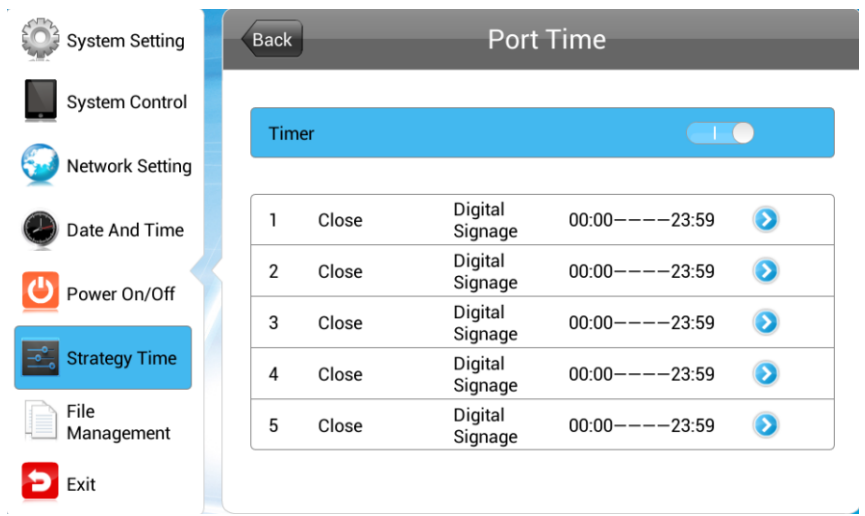 System Setting
System Control
Network Setting
Date And Time
Power On/Off
Strategy Time
File
Management
Exit
Back
Port Time
Timer
1 Close Digital Signage 00:00−−−−23:59
2 Close Digital Signage 00:00−−−−23:59
3 Close Digital Signage 00:00−−−−23:59
4 Close Digital Signage 00:00−−−−23:59
5 Close Digital Signage 00:00−−−−23:59